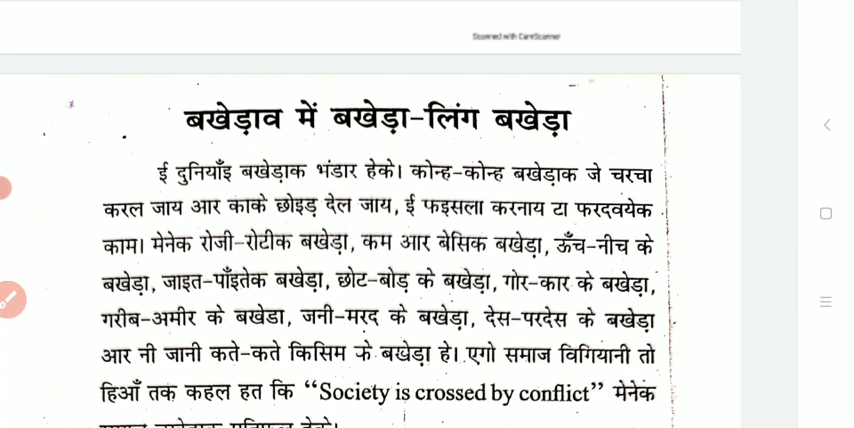 Scanned with CamScanner
बखेड़ाव में बखेड़ा-लिंग बखेड़ा
ई दुनियाँइ बखेड़ाक भंडार हेके। कोन्ह-कोन्ह बखेड़ाक जे चरचा
करल जाय आर काके छोइड़ देल जाय, ई फइसला करनाय टा फरदवयेक
काम। मेनेक रोजी-रोटीक बखेड़ा, कम आर बेसिक बखेड़ा, ऊँच-नीच के
बखेड़ा, जाइत-पाँइतेक बखेड़ा, छोट-बोड़ के बखेड़ा, गोर-कार के बखेड़ा,
गरीब-अमीर के बखेडा, जनी-मरद के बखेड़ा, देस-परदेस के बखेड़ा
आर नी जानी कते-कते किसिम के बखेड़ा हे। एगो समाज विगियानी तो
हिआँ तक कहल हत कि “Society is crossed by conflict” मेनेक